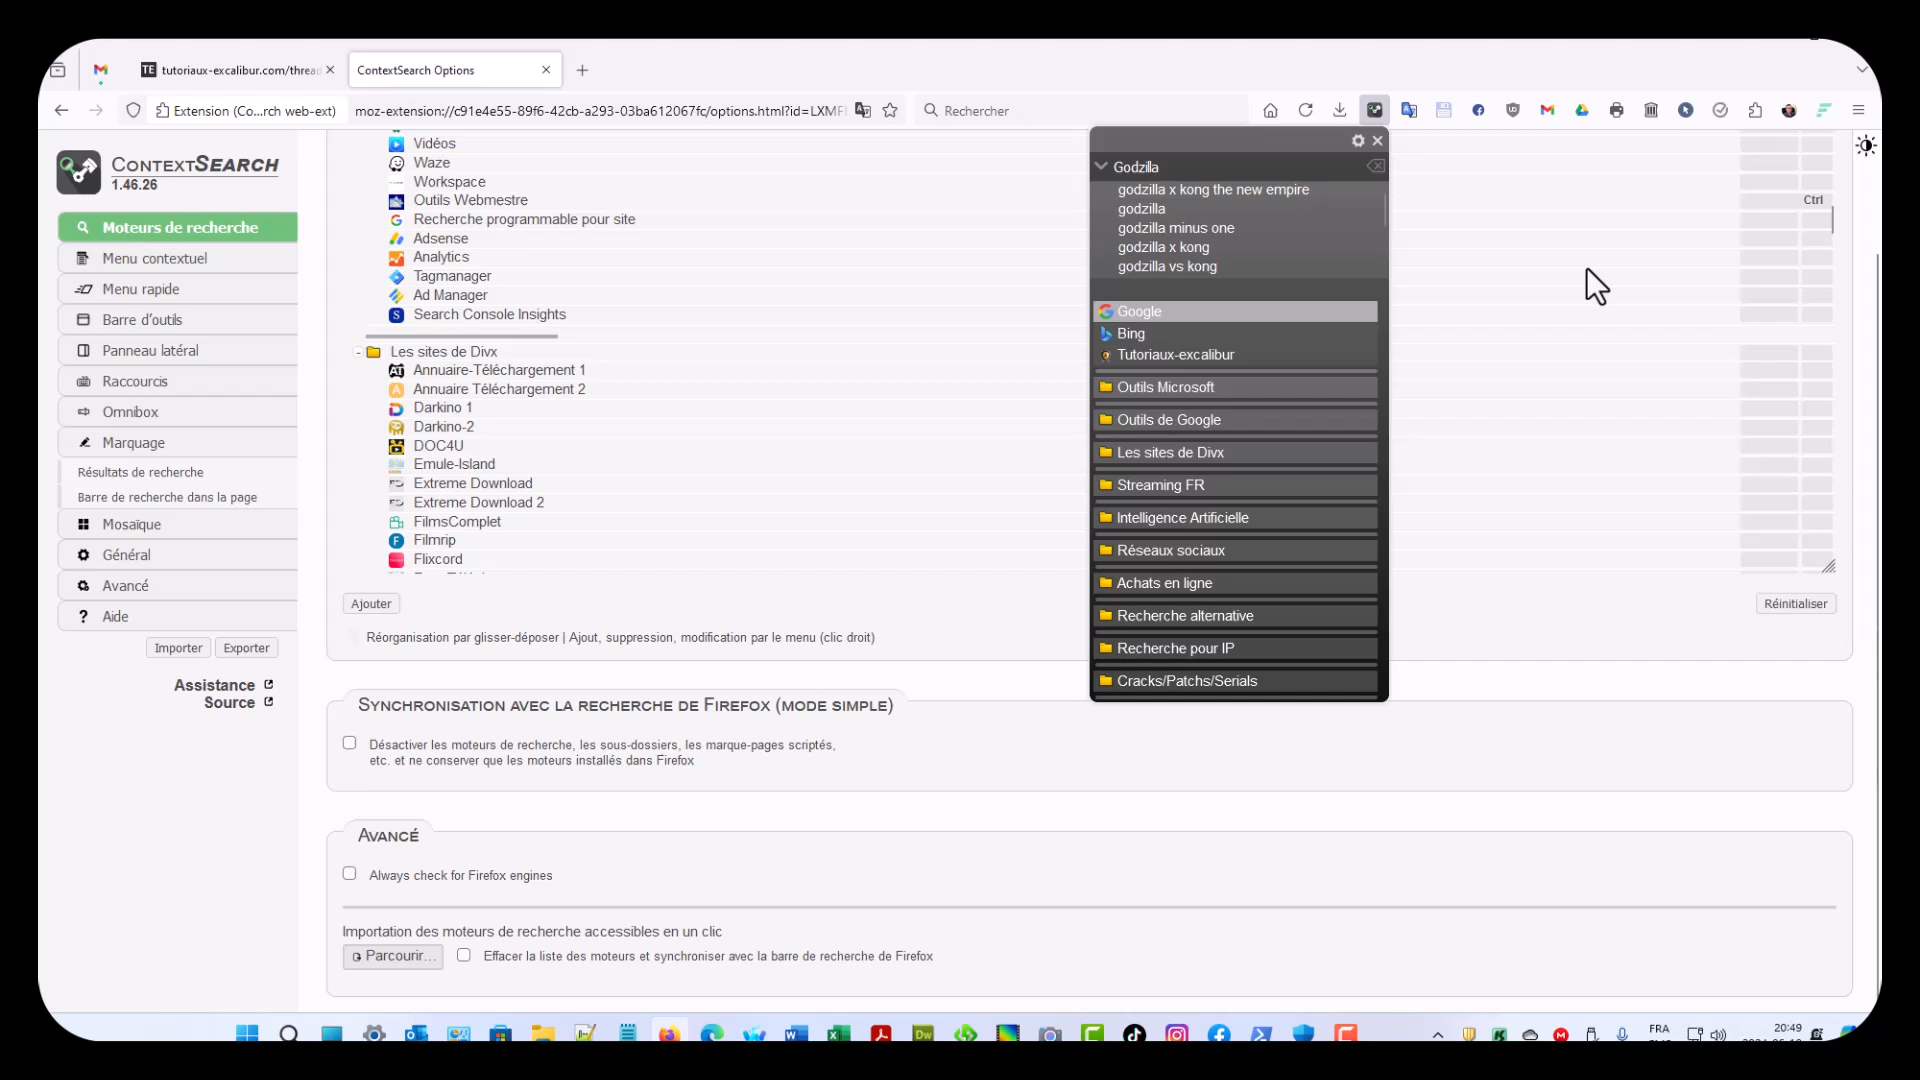 TE tutoriaux-excalibur.com/thread
ContextSearch Options
Extension (Co...rch web-ext)
moz-extension://c91e4e55-89f6-42cb-a293-03ba612067fc/options.html?id=LXMF
Rechercher
ContextSEARCH
1.46.26
Moteurs de recherche
Menu contextuel
Menu rapide
Barre d'outils
Panneau latéral
Raccourcis
Omnibox
Marquage
Résultats de recherche
Barre de recherche dans la page
Mosaïque
Général
Avancé
Aide
Importer
Exporter
Assistance
Source
Vidéos
Waze
Workspace
Outils Webmestre
Recherche programmable pour site
Adsense
Analytics
Tagmanager
Ad Manager
Search Console Insights
Les sites de Divx
Annuaire-Téléchargement 1
Annuaire Téléchargement 2
Darkino 1
Darkino-2
DOC4U
Emule-Island
Extreme Download
Extreme Download 2
FilmsComplet
Filmrip
Flixcord
Ctrl
Ajouter
Réinitialiser
Réorganisation par glisser-déposer | Ajout, suppression, modification par le menu (clic droit)
Godzilla
godzilla x kong the new empire
godzilla
godzilla minus one
godzilla x kong
godzilla vs kong
Google
Bing
Tutoriaux-excalibur
Outils Microsoft
Outils de Google
Les sites de Divx
Streaming FR
Intelligence Artificielle
Réseaux sociaux
Achats en ligne
Recherche alternative
Recherche pour IP
Cracks/Patchs/Serials
Synchronisation avec la recherche de Firefox (mode simple)
Désactiver les moteurs de recherche, les sous-dossiers, les marque-pages scriptés,
etc. et ne conserver que les moteurs installés dans Firefox
Avancé
Always check for Firefox engines
Importation des moteurs de recherche accessibles en un clic
Parcourir...
Effacer la liste des moteurs et synchroniser avec la barre de recherche de Firefox
FRA
20:49